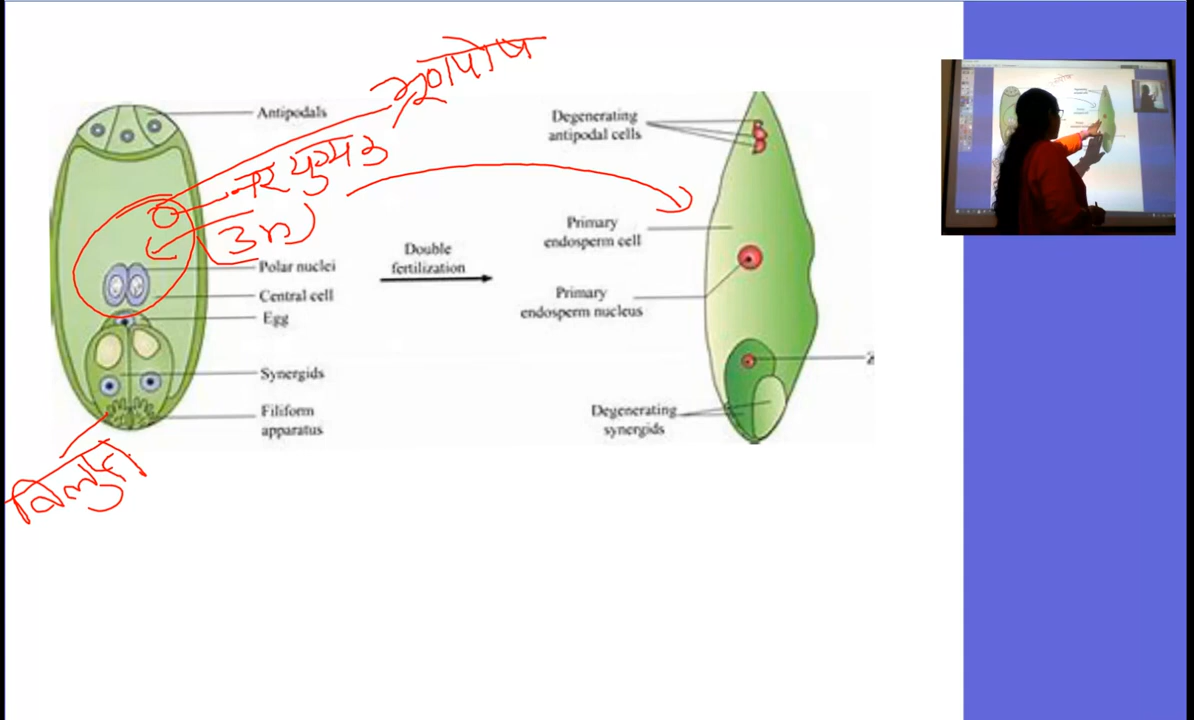 भ्रूणपोष
नर युग्मक
(3n)
Antipodals
Polar nuclei
Central cell
Egg
Synergids
Filiform
apparatus
विलुप्त
Double
fertilization
Degenerating
antipodal cells
Primary
endosperm cell
Primary
endosperm nucleus
Degenerating
synergids